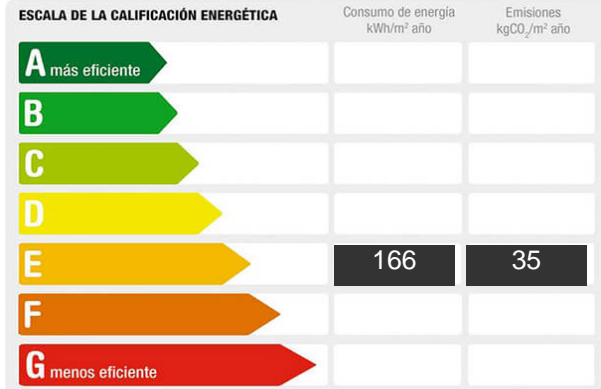 ESCALA DE LA CALIFICACIÓN ENERGÉTICA
Consumo de energía
kWh/m² año
Emisiones
kgCO₂/m² año
A más eficiente
B
C
D
E 166 35
F
G menos eficiente